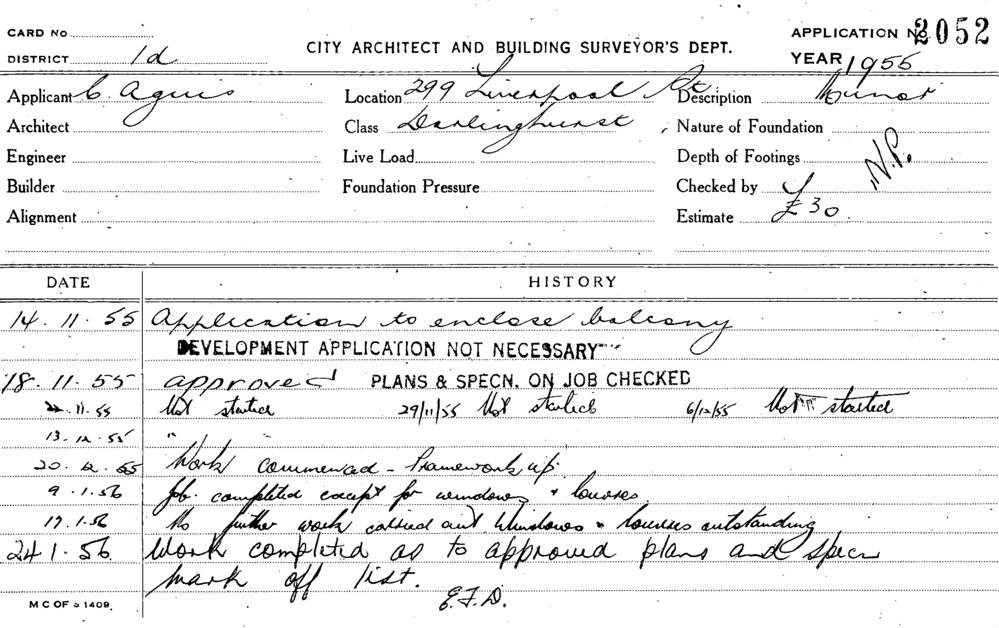 CARD No
APPLICATION No 2052
DISTRICT 1d
CITY ARCHITECT AND BUILDING SURVEYOR'S DEPT.
YEAR 1955
Applicant C. Agius Location 299 Liverpool St Description Minor
Architect Class Darlinghurst Nature of Foundation
Engineer Live Load Depth of Footings "N.P.
Builder Foundation Pressure Checked by
Alignment Estimate £30
DATE HISTORY
14.11.55 Application to enclose balcony
DEVELOPMENT APPLICATION NOT NECESSARY
18.11.55 approved PLANS & SPECN. ON JOB CHECKED
.11.55 Not started 29/11/55 Not started 6/12/55 Not started
13.12.55 " "
20.12.55 Work commenced - Framework up.
9.1.56 Job completed except for windows & louvres
17.1.56 No further work carried out Windows & louvres outstanding
24.1.56 Work completed as to approved plans and specn
mark off list.
E.F.D.
M C OF S 1409.